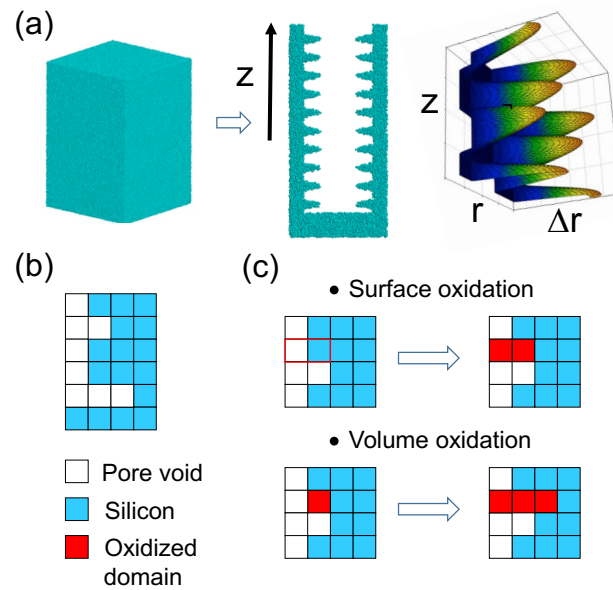 (a)
z
z
r
Δr
(b)
(c)
• Surface oxidation
• Volume oxidation
Pore void
Silicon
Oxidized
domain